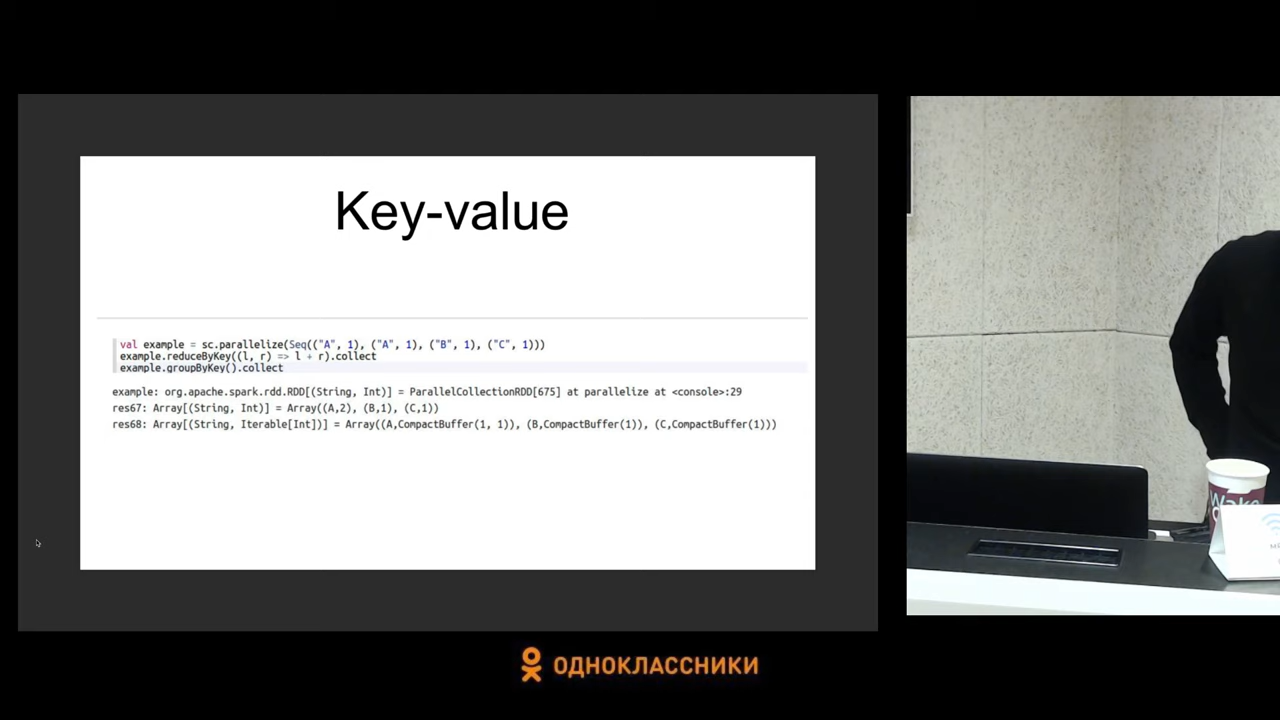 Key-value
val example = sc.parallelize(Seq(("A", 1), ("A", 1), ("B", 1), ("C", 1)))
example.reduceByKey((l, r) => l + r).collect
example.groupByKey().collect
example: org.apache.spark.rdd.RDD[(String, Int)] = ParallelCollectionRDD[675] at parallelize at <console>:29
res67: Array[(String, Int)] = Array((A,2), (B,1), (C,1))
res68: Array[(String, Iterable[Int])] = Array((A,CompactBuffer(1, 1)), (B,CompactBuffer(1)), (C,CompactBuffer(1)))
Wake
ОДНОКЛАССНИКИ